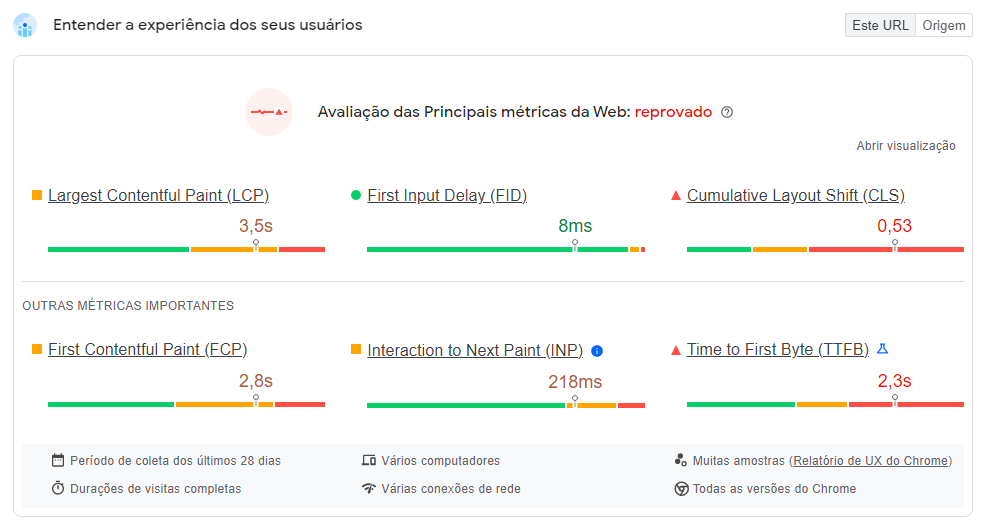 Entender a experiência dos seus usuários
Este URL Origem
Avaliação das Principais métricas da Web: reprovado
Abrir visualização
Largest Contentful Paint (LCP) First Input Delay (FID) Cumulative Layout Shift (CLS)
3,5s 8ms 0,53
OUTRAS MÉTRICAS IMPORTANTES
First Contentful Paint (FCP) Interaction to Next Paint (INP) Time to First Byte (TTFB)
2,8s 218ms 2,3s
Período de coleta dos últimos 28 dias Vários computadores Muitas amostras (Relatório de UX do Chrome)
Durações de visitas completas Várias conexões de rede Todas as versões do Chrome